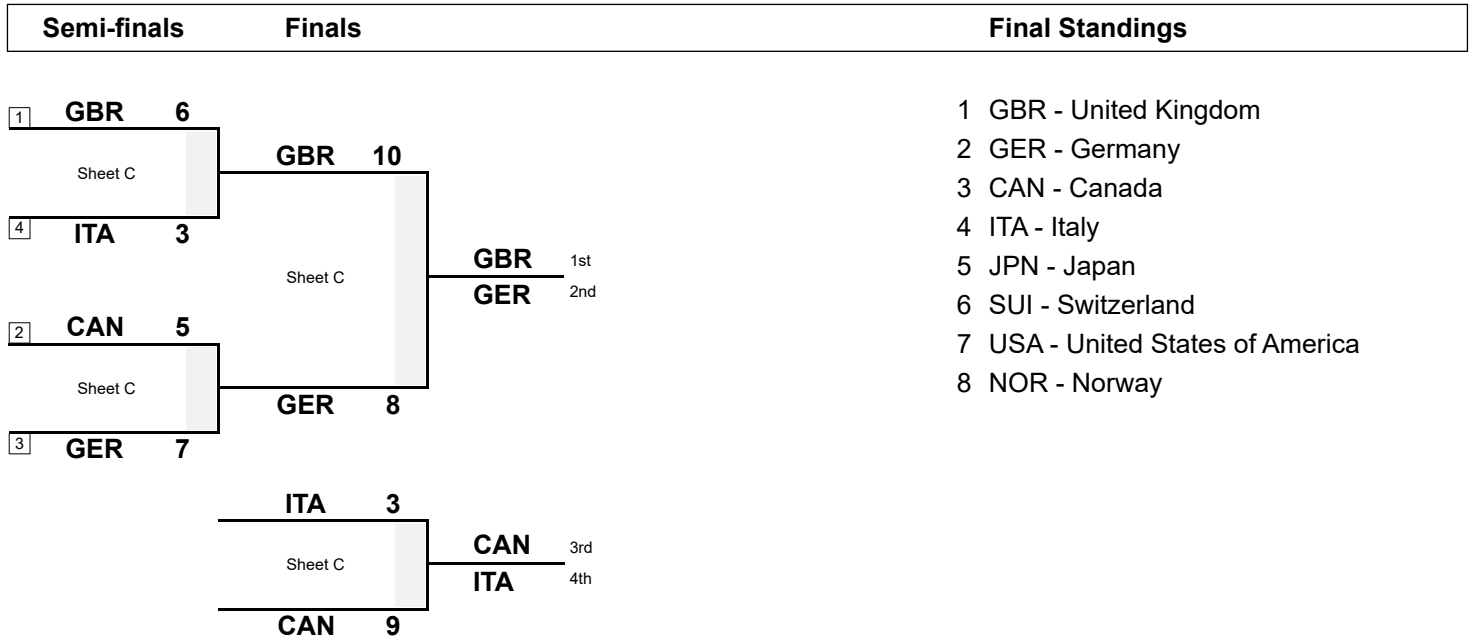 Semi-finals Finals Final Standings
1 GBR 6
Sheet C
4 ITA 3
GBR 10
Sheet C
2 CAN 5
Sheet C
3 GER 7
GER 8
GBR 1st
GER 2nd
ITA 3
Sheet C
CAN 9
CAN 3rd
ITA 4th
1 GBR - United Kingdom
2 GER - Germany
3 CAN - Canada
4 ITA - Italy
5 JPN - Japan
6 SUI - Switzerland
7 USA - United States of America
8 NOR - Norway